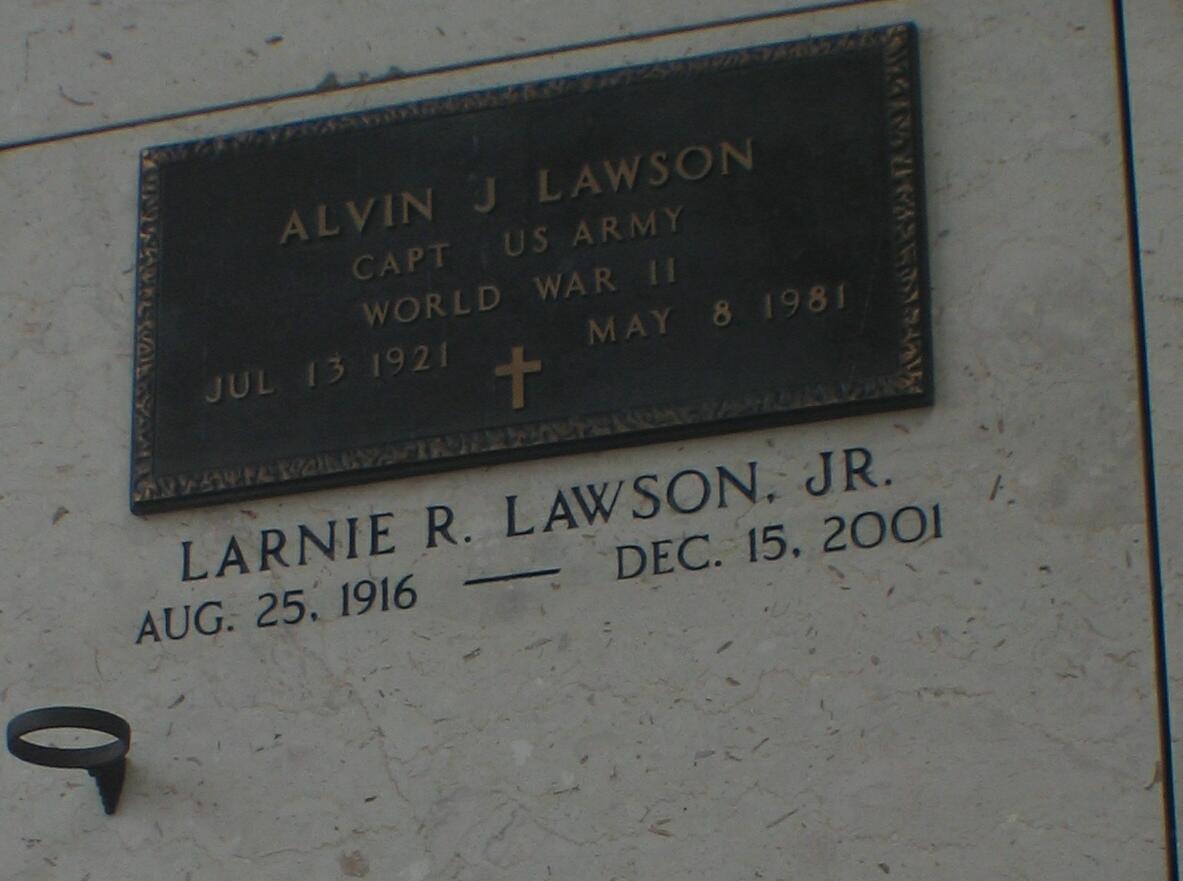 ALVIN J LAWSON
CAPT US ARMY
WORLD WAR II
JUL 13 1921 MAY 8 1981
LARNIE R. LAWSON, JR.
AUG. 25, 1916 — DEC. 15, 2001